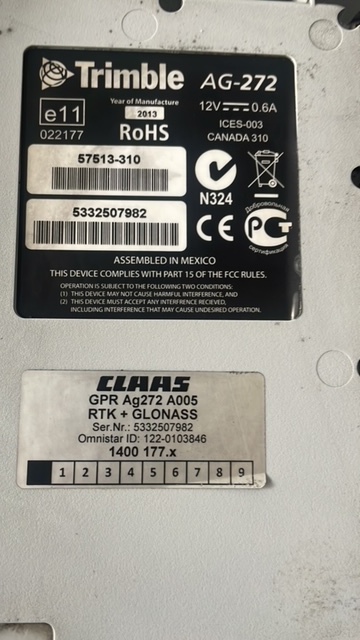 Trimble AG-272
e11
022177
Year of Manufacture
2013
RoHS
12V 0.6A
ICES-003
CANADA 310
57513-310
N324
5332507982
CE
Добровольная
сертификация
ASSEMBLED IN MEXICO
THIS DEVICE COMPLIES WITH PART 15 OF THE FCC RULES.
OPERATION IS SUBJECT TO THE FOLLOWING TWO CONDITIONS:
(1) THIS DEVICE MAY NOT CAUSE HARMFUL INTERFERENCE, AND
(2) THIS DEVICE MUST ACCEPT ANY INTERFERENCE RECIEVED,
INCLUDING INTERFERENCE THAT MAY CAUSE UNDESIRED OPERATION.
CLAAS
GPR Ag272 A005
RTK + GLONASS
Ser.Nr.: 5332507982
Omnistar ID: 122-0103846
1400 177.x
1 2 3 4 5 6 7 8 9